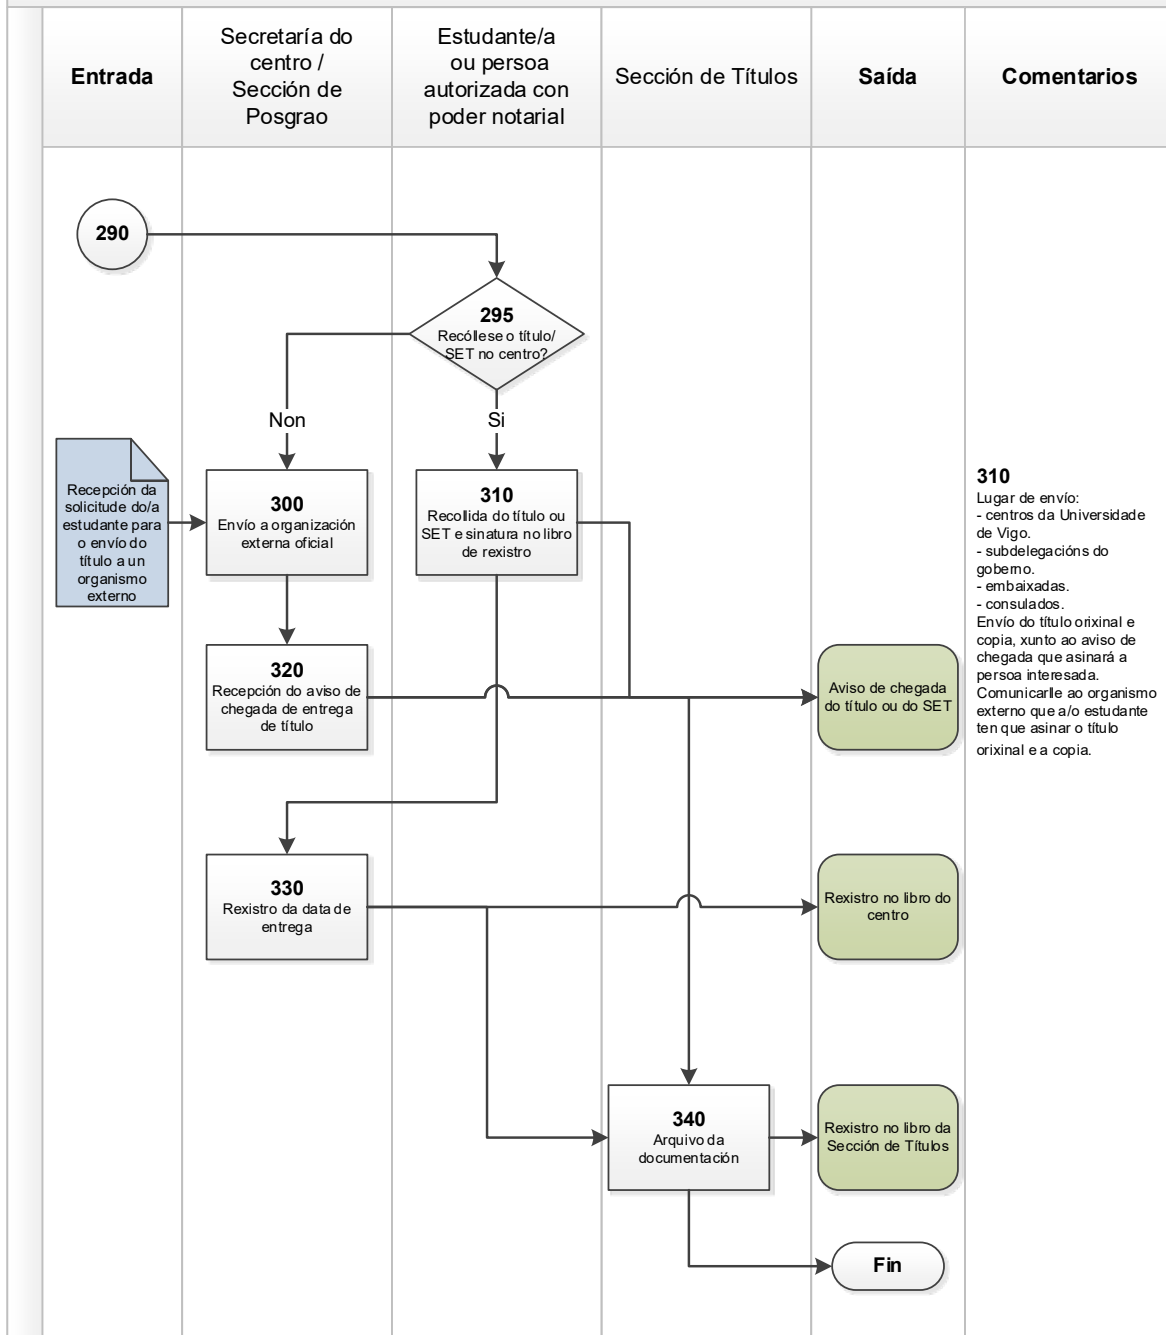 Entrada
Secretaría do
centro /
Sección de
Posgrao
Estudante/a
ou persoa
autorizada con
poder notarial
Sección de Títulos
Saída
Comentarios
290
295
Recóllese o título/
SET no centro?
Non
Si
Recepción da
solicitude do/a
estudante para
o envío do
título a un
organismo
externo
300
Envío a organización
externa oficial
310
Recollida do título ou
SET e sinatura no libro
de rexistro
310
Lugar de envío:
- centros da Universidade
de Vigo.
- subdelegacións do
goberno.
- embaixadas.
- consulados.
Envío do título orixinal e
copia, xunto ao aviso de
chegada que asinará a
persoa interesada.
Comunicarlle ao organismo
externo que a/o estudante
ten que asinar o título
orixinal e a copia.
320
Recepción do aviso de
chegada de entrega
de título
Aviso de chegada
do título ou do SET
330
Rexistro da data de
entrega
Rexistro no libro do
centro
340
Arquivo da
documentación
Rexistro no libro da
Sección de Títulos
Fin